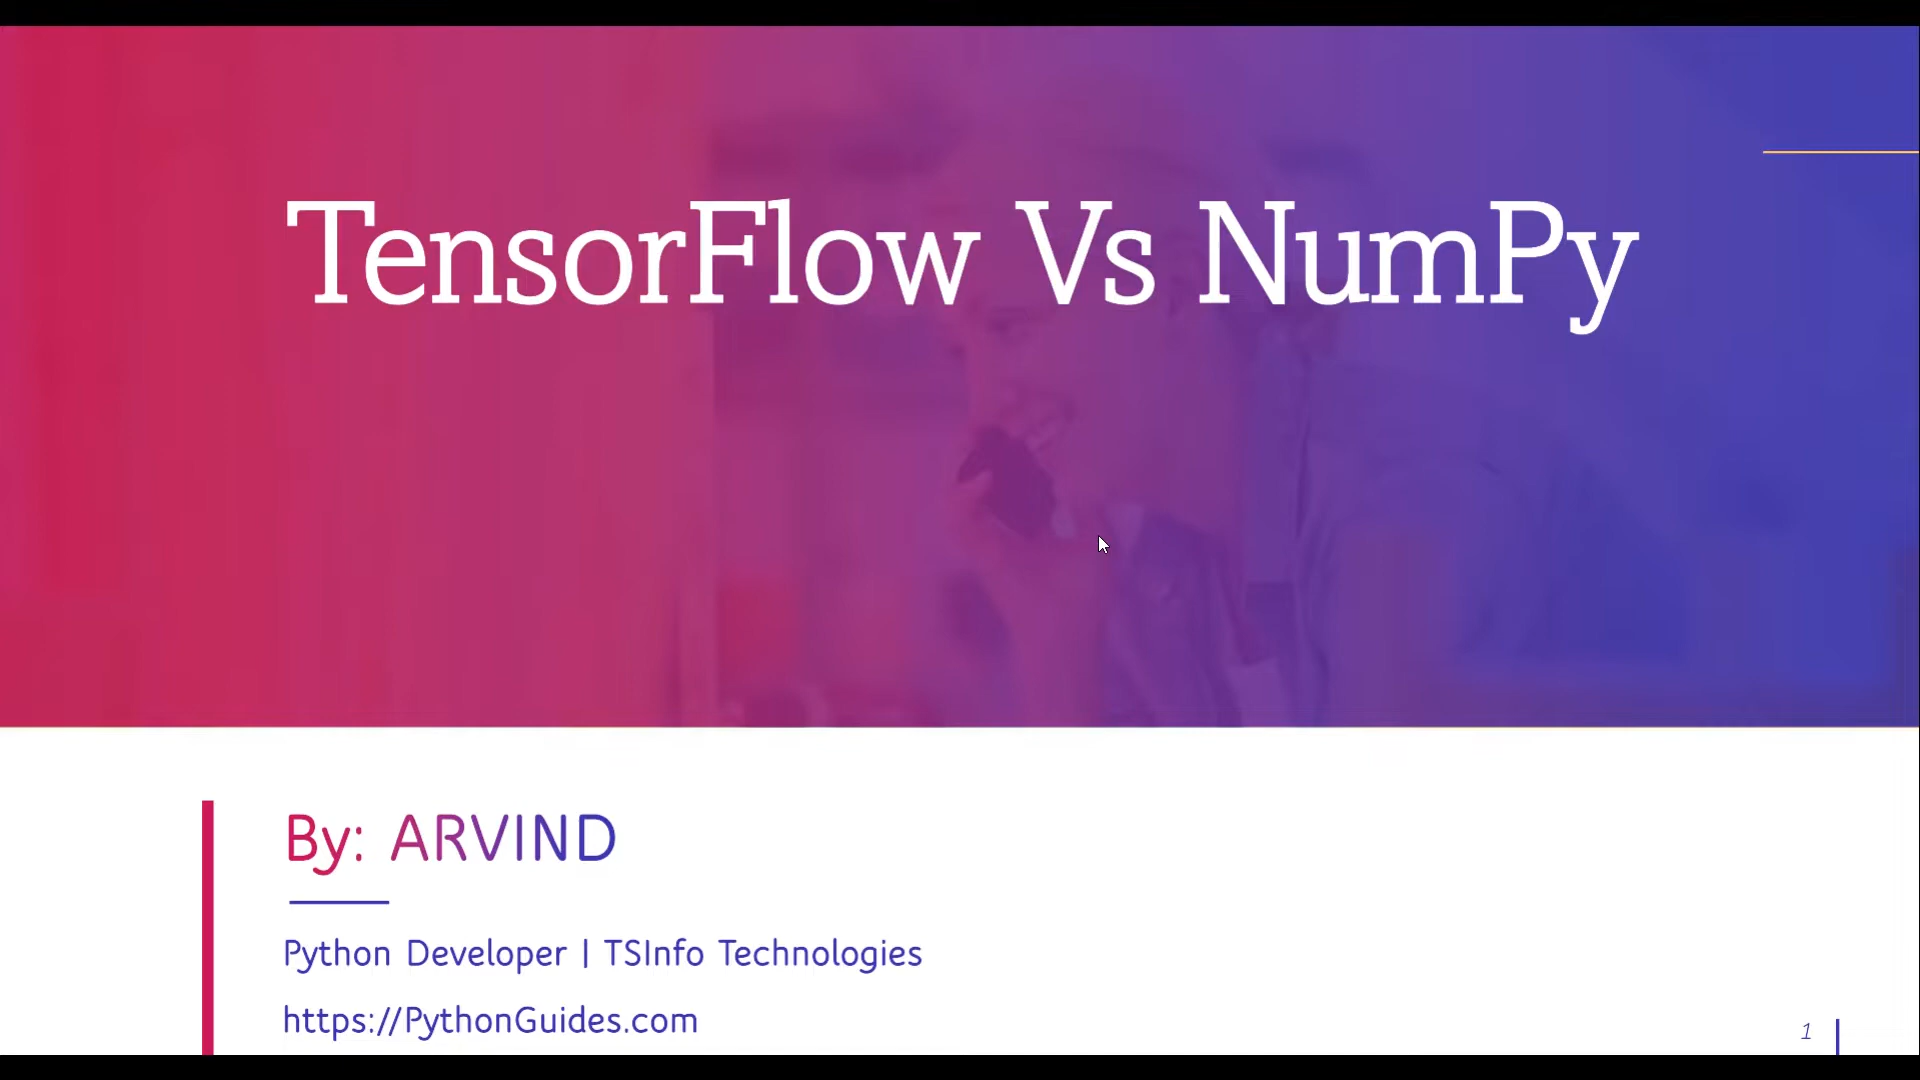 TensorFlow Vs NumPy
By: ARVIND
Python Developer | TSInfo Technologies
https://PythonGuides.com
1